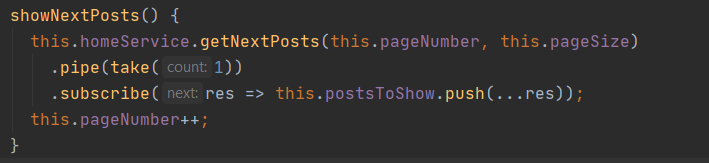 showNextPosts() {
this.homeService.getNextPosts(this.pageNumber, this.pageSize)
.pipe(take( count: 1))
.subscribe( next: res => this.postsToShow.push(...res));
this.pageNumber++;
}